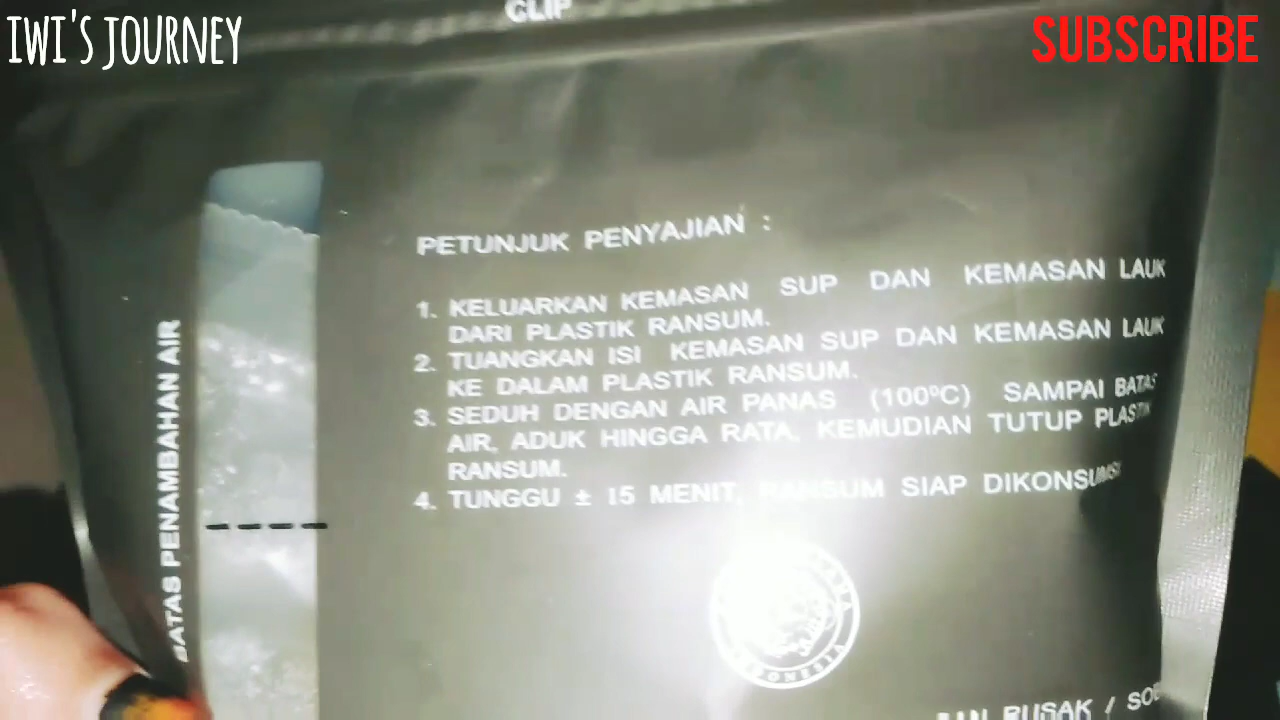 IWI'S JOURNEY
SUBSCRIBE
CLIP
PETUNJUK PENYAJIAN :
1. KELUARKAN KEMASAN SUP DAN KEMASAN LAUK
DARI PLASTIK RANSUM.
2. TUANGKAN ISI KEMASAN SUP DAN KEMASAN LAUK
KE DALAM PLASTIK RANSUM.
3. SEDUH DENGAN AIR PANAS (100ºC) SAMPAI BATAS
AIR, ADUK HINGGA RATA, KEMUDIAN TUTUP PLASTIK
RANSUM.
4. TUNGGU ± 15 MENIT, RANSUM SIAP DIKONSUMSI
BATAS PENAMBAHAN AIR
INDONESIA
RUSAK /